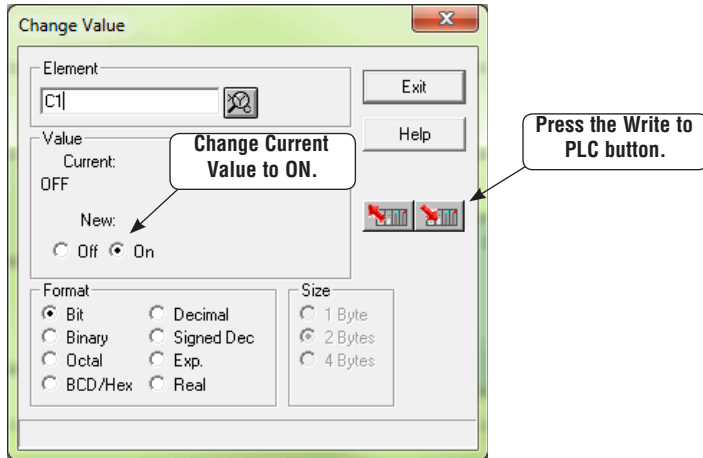 Change Value
Element
C1
Exit
Value
Current:
OFF
Help
Change Current
Value to ON.
Press the Write to
PLC button.
New:
Off On
Format
Bit
Binary
Octal
BCD/Hex
Decimal
Signed Dec
Exp.
Real
Size
1 Byte
2 Bytes
4 Bytes